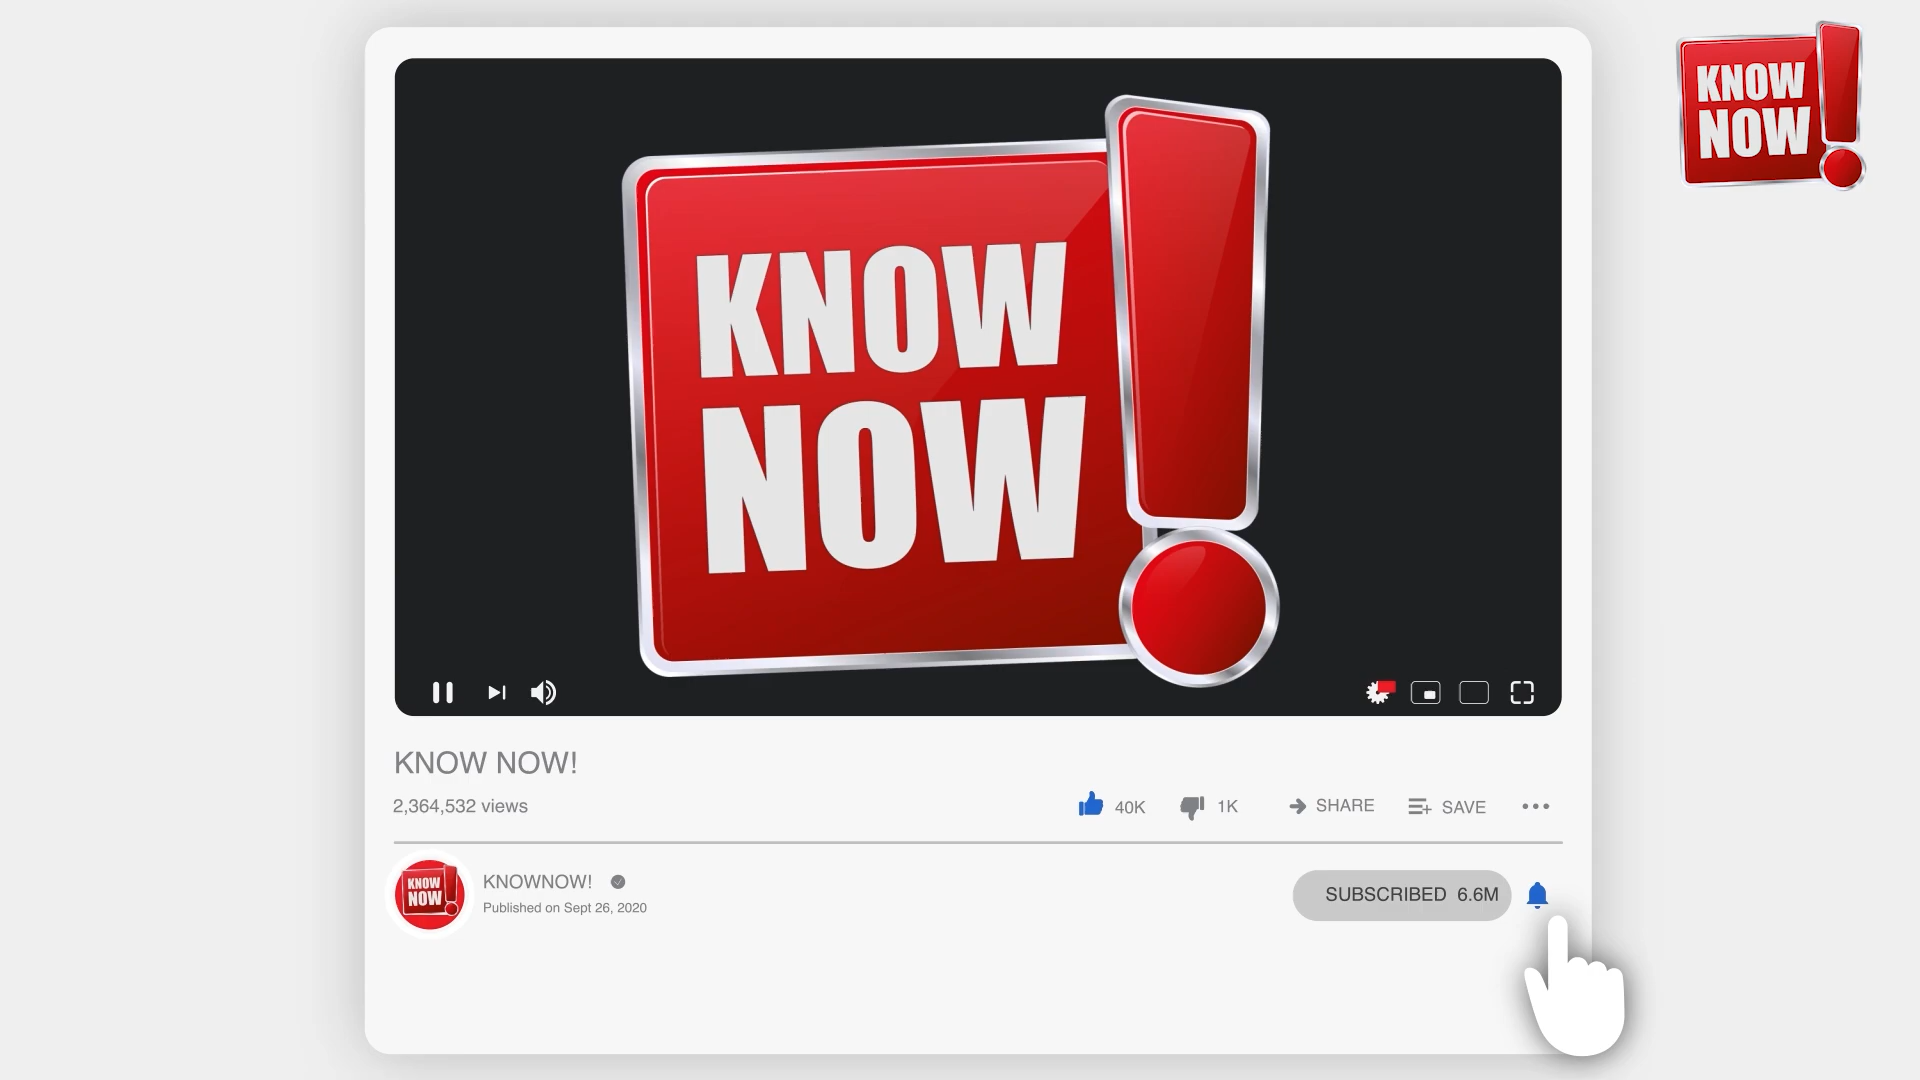 KNOW
NOW
KNOW
NOW
KNOW NOW!
2,364,532 views
40K
1K
SHARE
SAVE
KNOW
NOW
KNOWNOW!
Published on Sept 26, 2020
SUBSCRIBED 6.6M